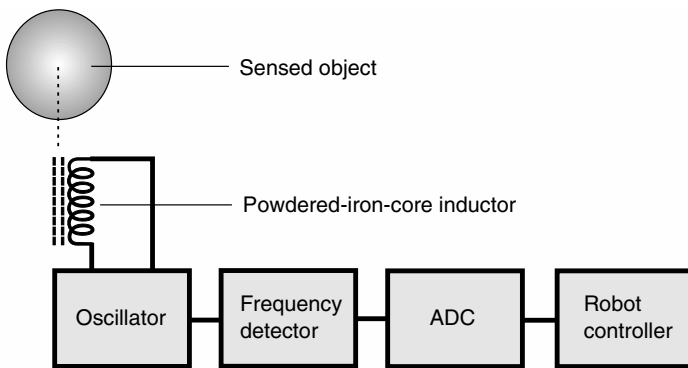 Sensed object
Powdered-iron-core inductor
Oscillator
Frequency
detector
ADC
Robot
controller